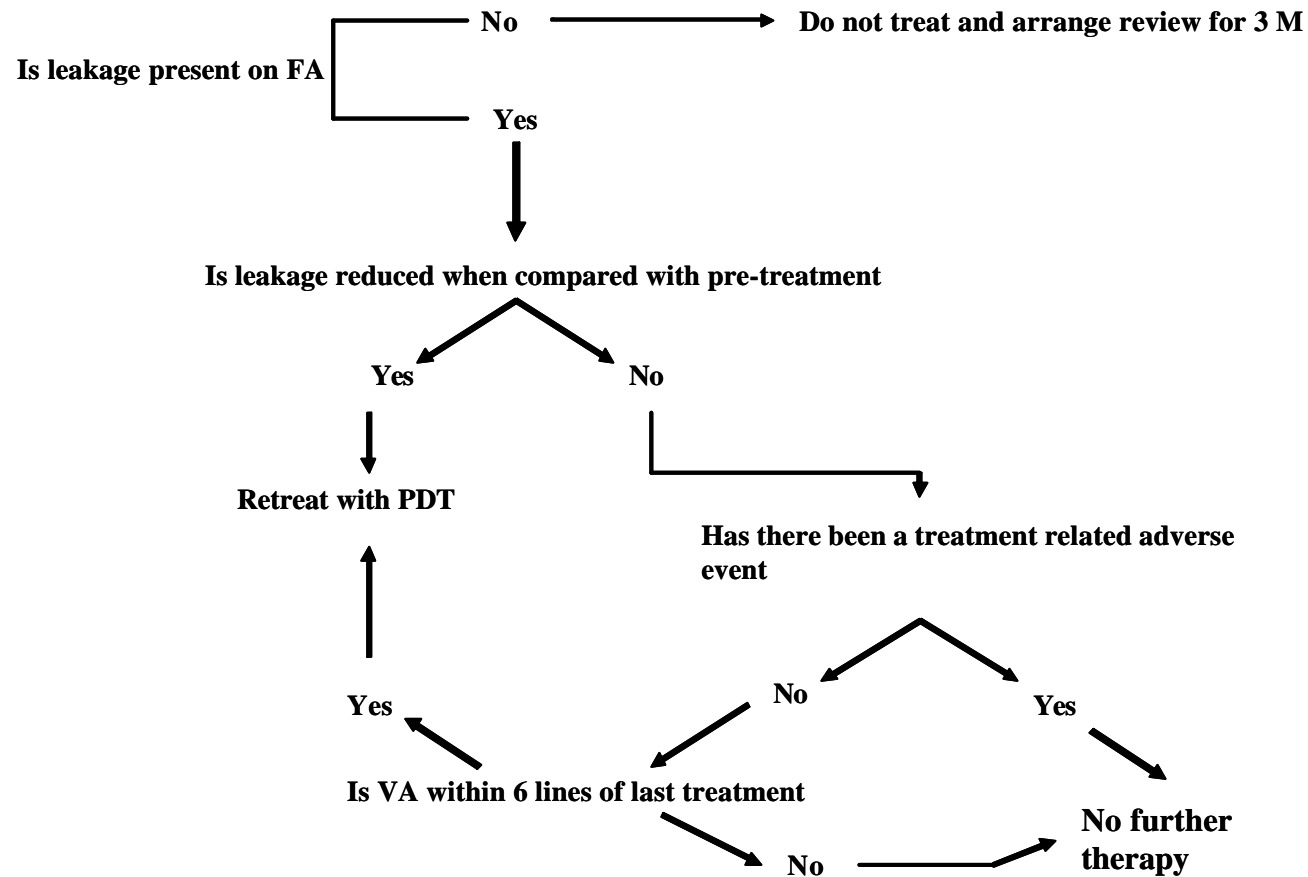 No
Do not treat and arrange review for 3 M
Is leakage present on FA
Yes
Is leakage reduced when compared with pre-treatment
Yes
No
Retreat with PDT
Has there been a treatment related adverse
event
No
Yes
Yes
Is VA within 6 lines of last treatment
No further
therapy
No